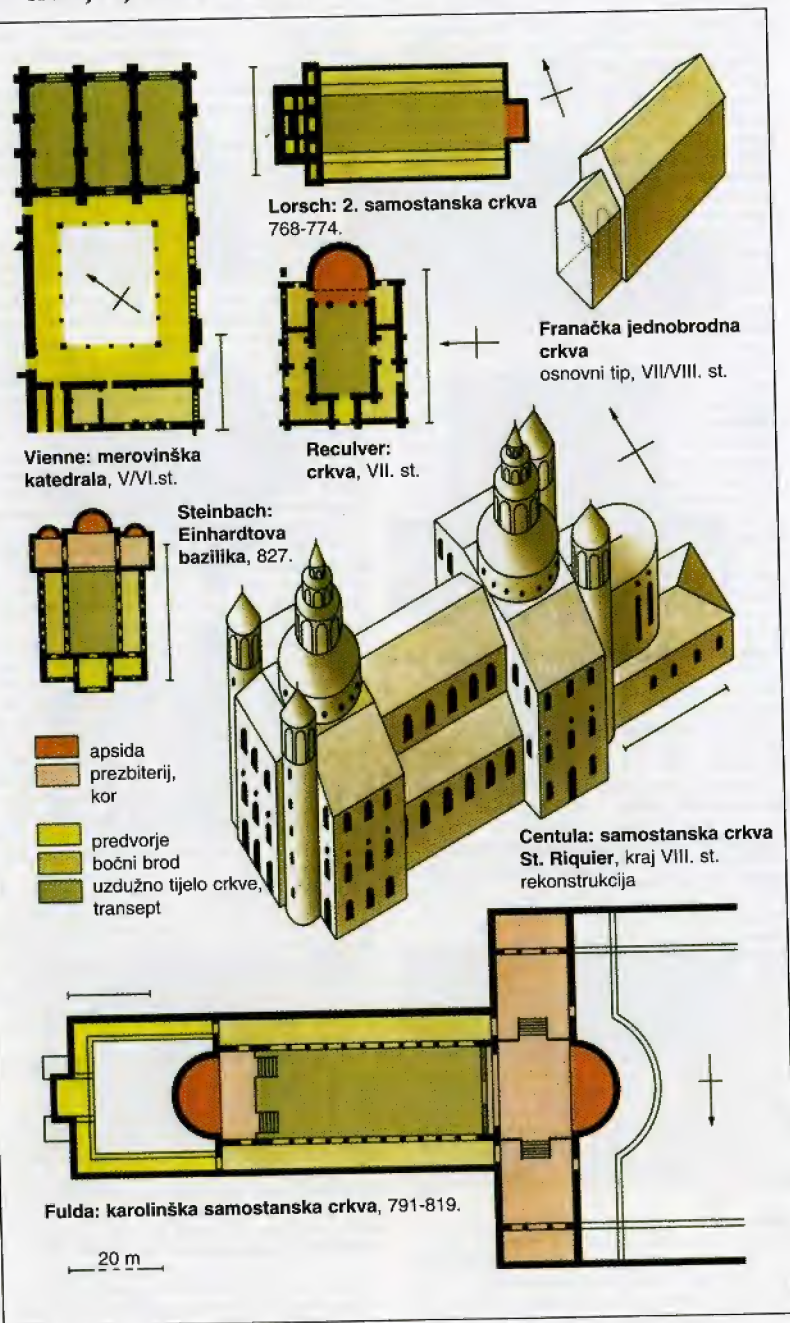 Lorsch: 2. samostanska crkva
768-774.
Franačka jednobrodna
crkva
osnovni tip, VII/VIII. st.
Vienne: merovinška
katedrala, V/VI.st.
Reculver:
crkva, VII. st.
Steinbach:
Einhardtova
bazilika, 827.
apsida
prezbiterij,
kor
predvorje
bočni brod
uzdužno tijelo crkve,
transept
Centula: samostanska crkva
St. Riquier, kraj VIII. st.
rekonstrukcija
Fulda: karolinška samostanska crkva, 791-819.
20 m